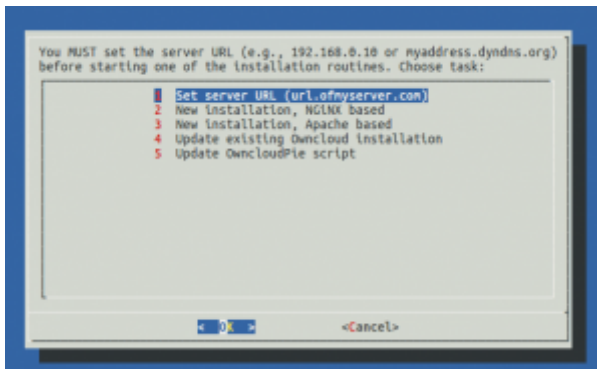 You MUST set the server URL (e.g., 192.168.0.10 or myaddress.dyndns.org)
before starting one of the installation routines. Choose task:
1 Set server URL (url.ofmyserver.com)
2 New installation, NGiNX based
3 New installation, Apache based
4 Update existing Owncloud installation
5 Update OwncloudPie script
< OK > <Cancel>